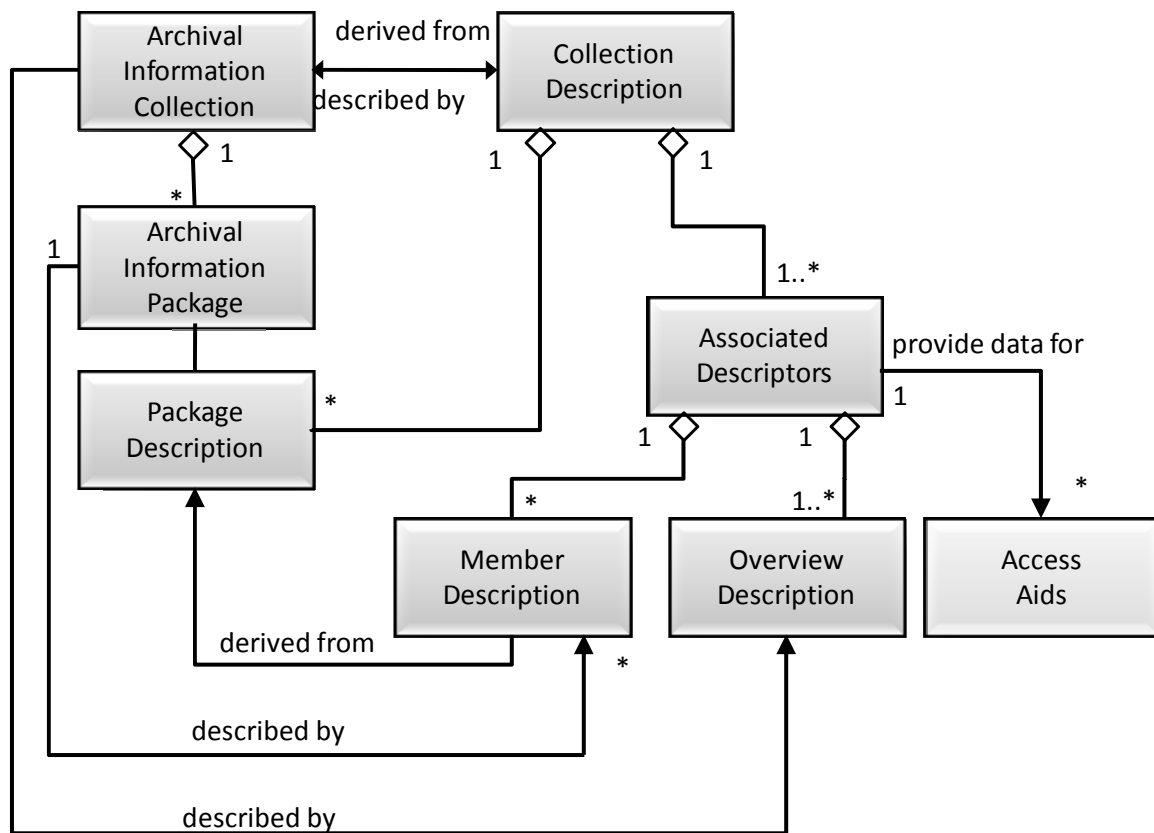 Archival
Information
Collection
derived from
described by
Collection
Description
1
*
1
1
1
Archival
Information
Package
1..*
Associated
Descriptors
provide data for
1
*
Package
Description
*
1
1
*
1..*
Member
Description
Overview
Description
Access
Aids
derived from
*
described by
described by